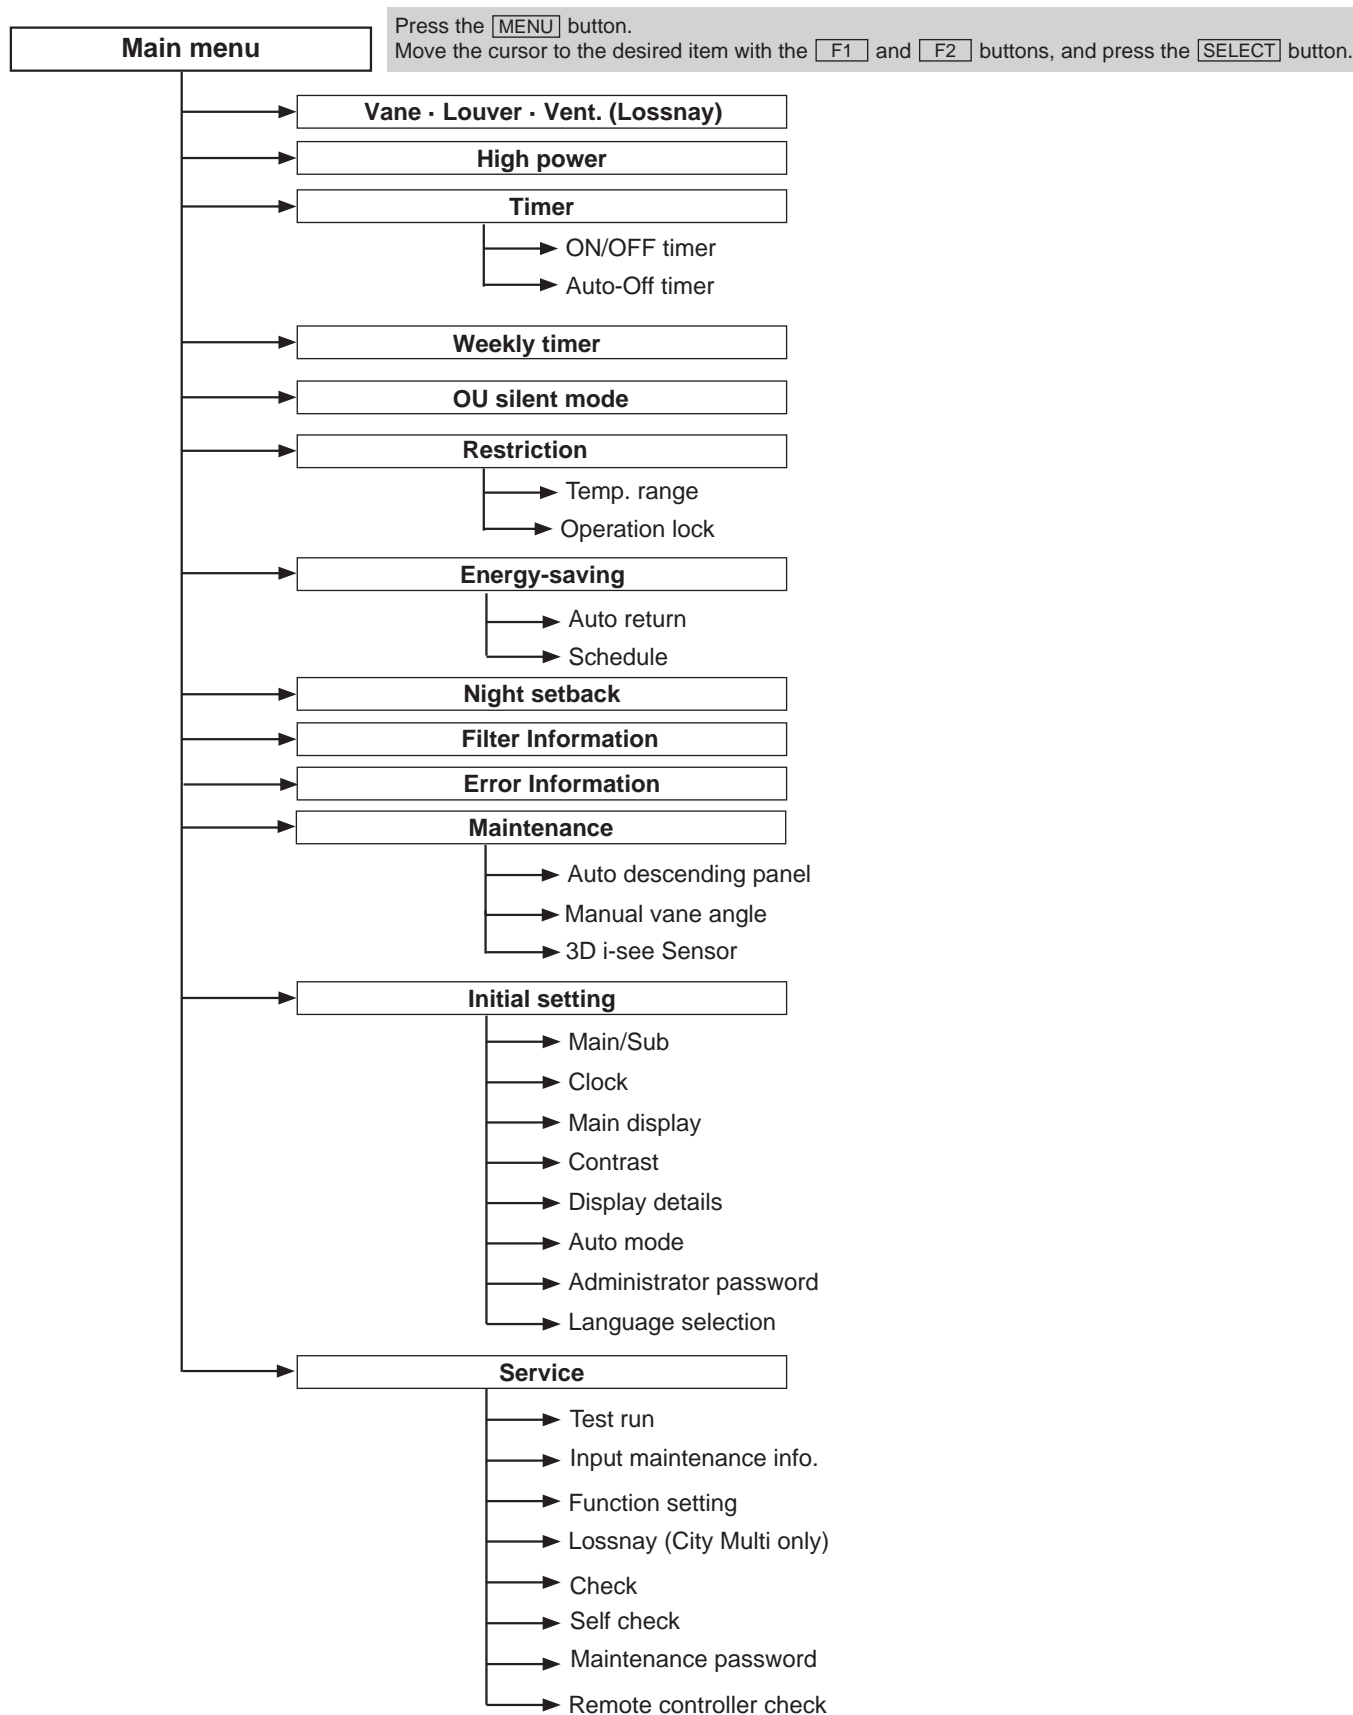 Main menu
Press the MENU button.
Move the cursor to the desired item with the F1 and F2 buttons, and press the SELECT button.
Vane · Louver · Vent. (Lossnay)
High power
Timer
ON/OFF timer
Auto-Off timer
Weekly timer
OU silent mode
Restriction
Temp. range
Operation lock
Energy-saving
Auto return
Schedule
Night setback
Filter Information
Error Information
Maintenance
Auto descending panel
Manual vane angle
3D i-see Sensor
Initial setting
Main/Sub
Clock
Main display
Contrast
Display details
Auto mode
Administrator password
Language selection
Service
Test run
Input maintenance info.
Function setting
Lossnay (City Multi only)
Check
Self check
Maintenance password
Remote controller check